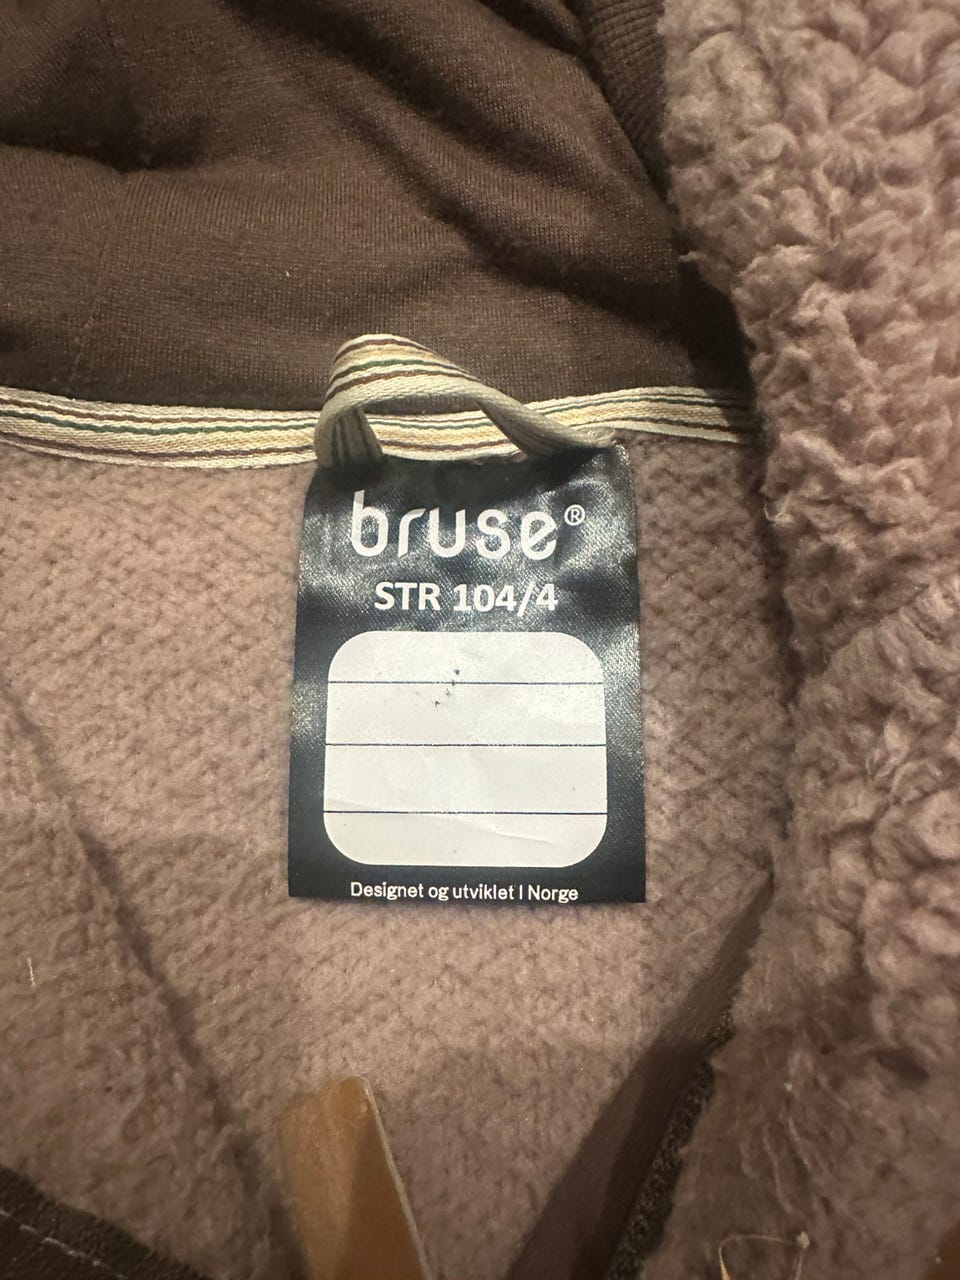 bruse®
STR 104/4
Designet og utviklet I Norge